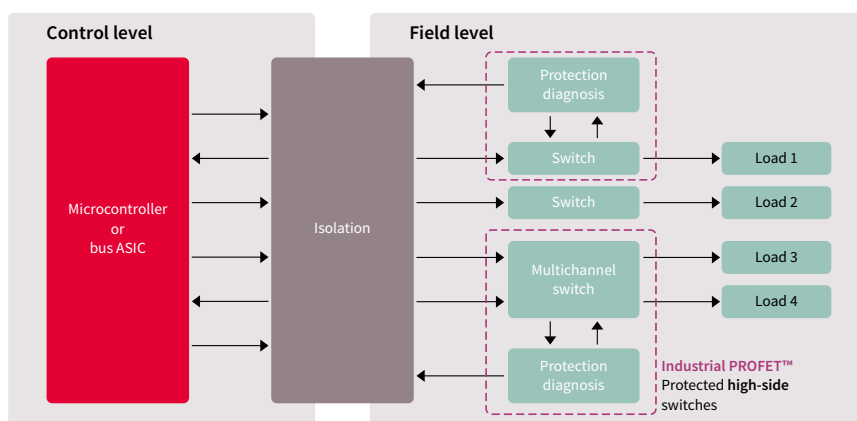 Control level
Field level
Microcontroller
or
bus ASIC
Isolation
Protection
diagnosis
Switch
Load 1
Switch
Load 2
Multichannel
switch
Load 3
Load 4
Protection
diagnosis
Industrial PROFET™
Protected high-side
switches